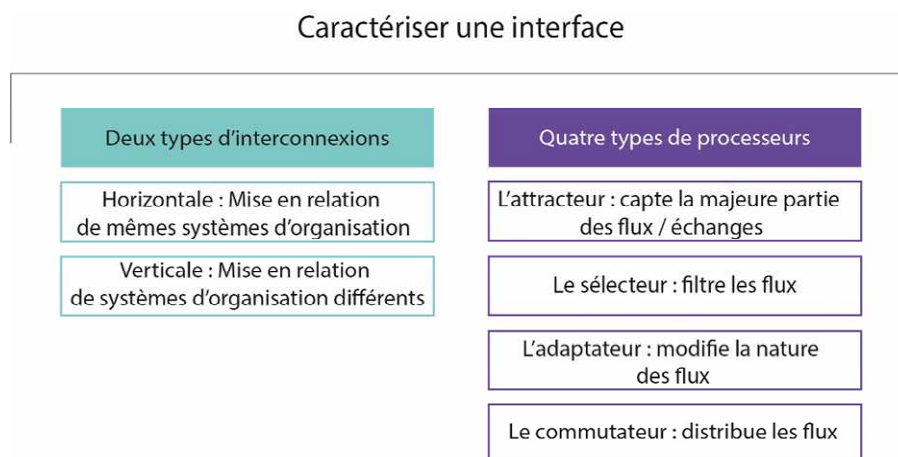 Caractériser une interface
Deux types d’interconnexions
Horizontale : Mise en relation
de mêmes systèmes d’organisation
Verticale : Mise en relation
de systèmes d’organisation différents
Quatre types de processeurs
L’attracteur : capte la majeure partie
des flux / échanges
Le sélecteur : filtre les flux
L’adaptateur : modifie la nature
des flux
Le commutateur : distribue les flux